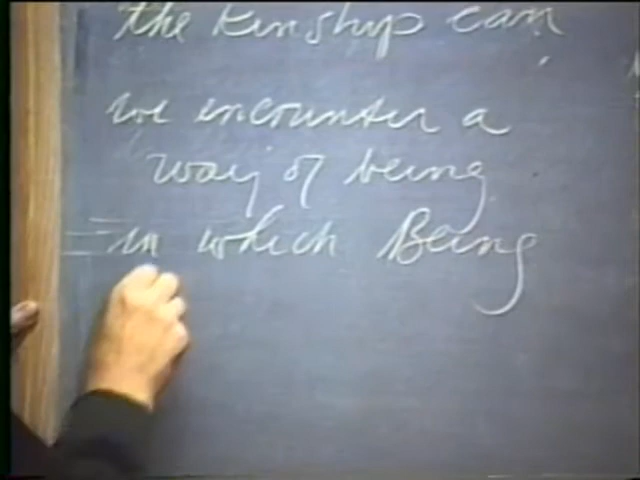 the kinship can
we encounter a
way of being
in which Being